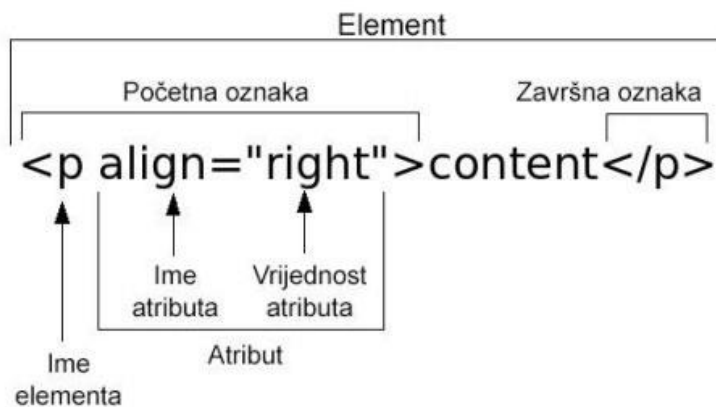 Element
Početna oznaka
Završna oznaka
<p align="right">content</p>
Ime
atributa
Vrijednost
atributa
Atribut
Ime
elementa